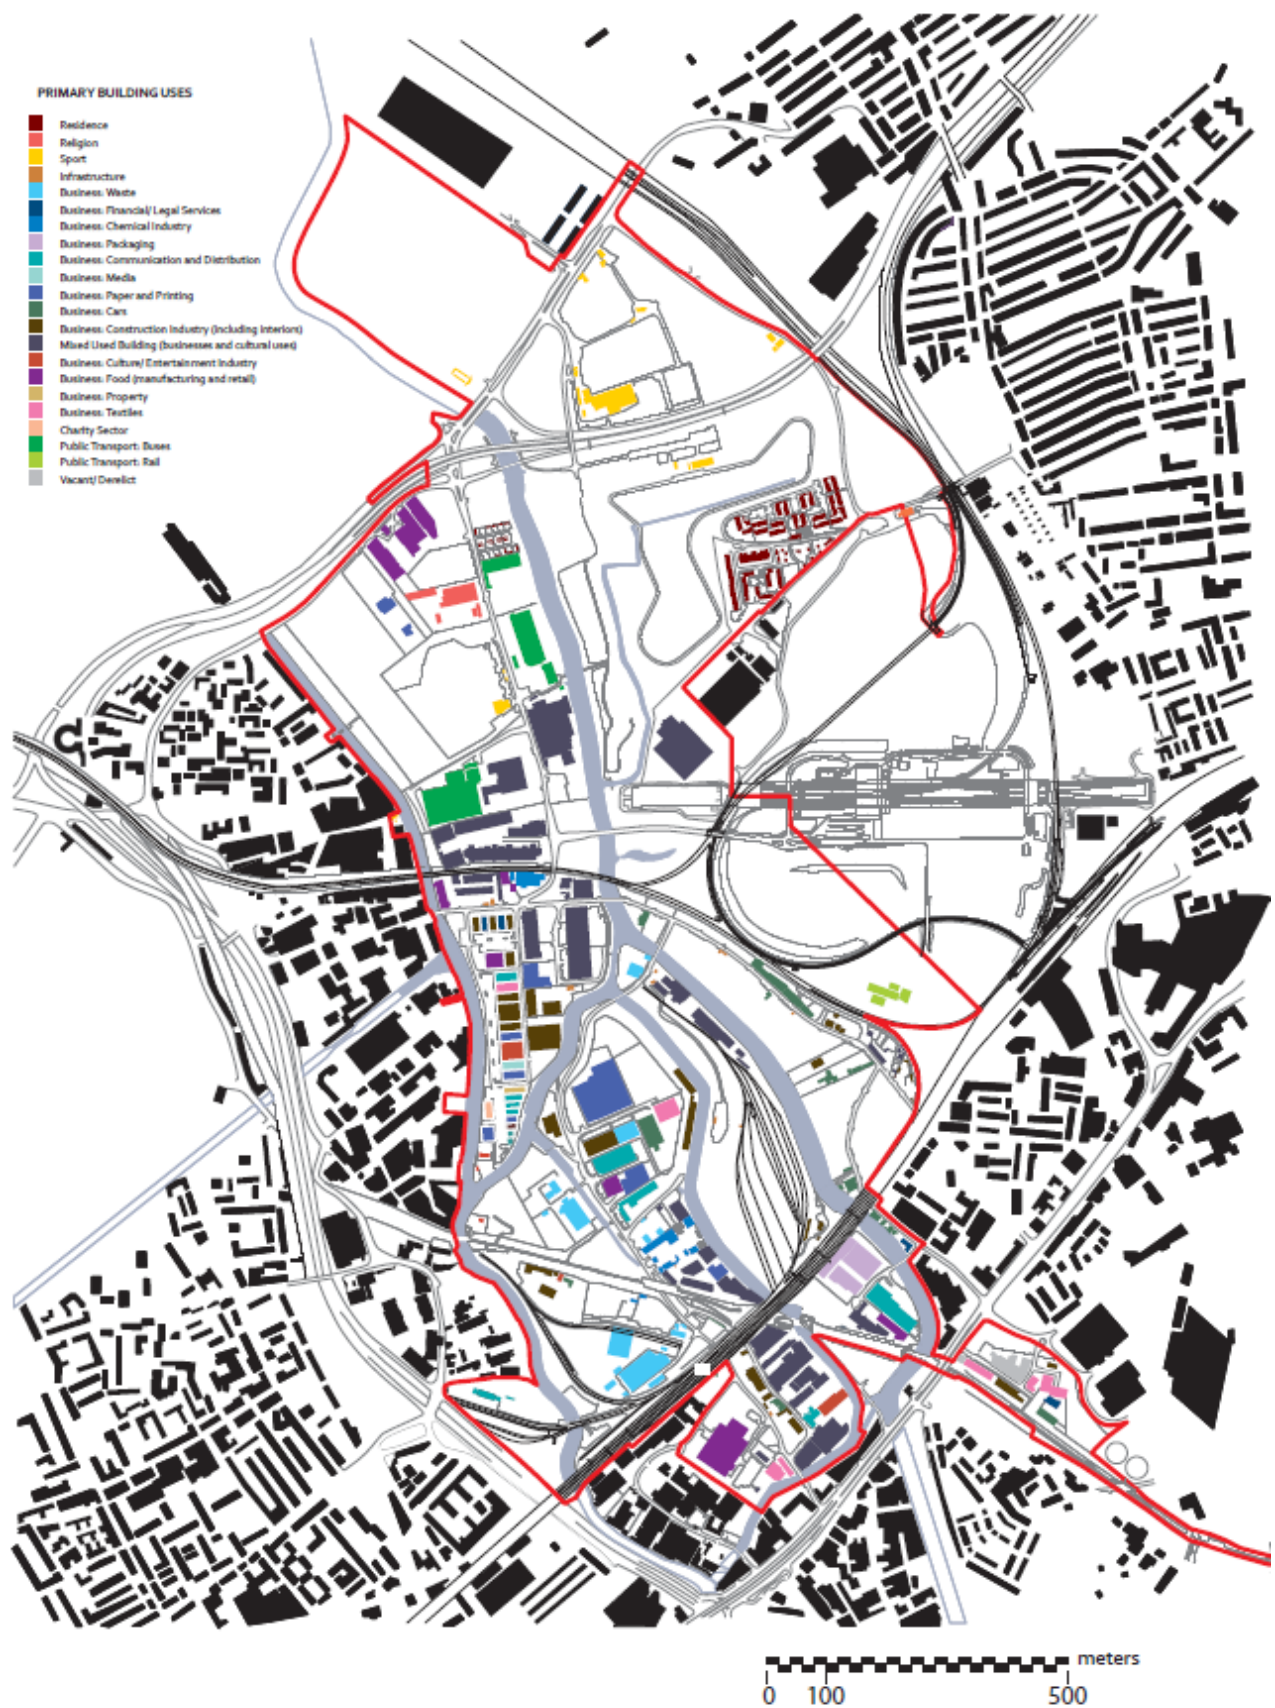 PRIMARY BUILDING USES
Residence
Religion
Sport
Infrastructure
Business: Waste
Business: Financial/ Legal Services
Business: Chemical Industry
Business: Packaging
Business: Communication and Distribution
Business: Media
Business: Paper and Printing
Business: Cars
Business: Construction Industry (including interiors)
Mixed Used Building (businesses and cultural uses)
Business: Culture/ Entertainment Industry
Business: Food (manufacturing and retail)
Business: Property
Business: Textiles
Charity Sector
Public Transport: Buses
Public Transport: Rail
Vacant/ Derelict
meters
0 100 500